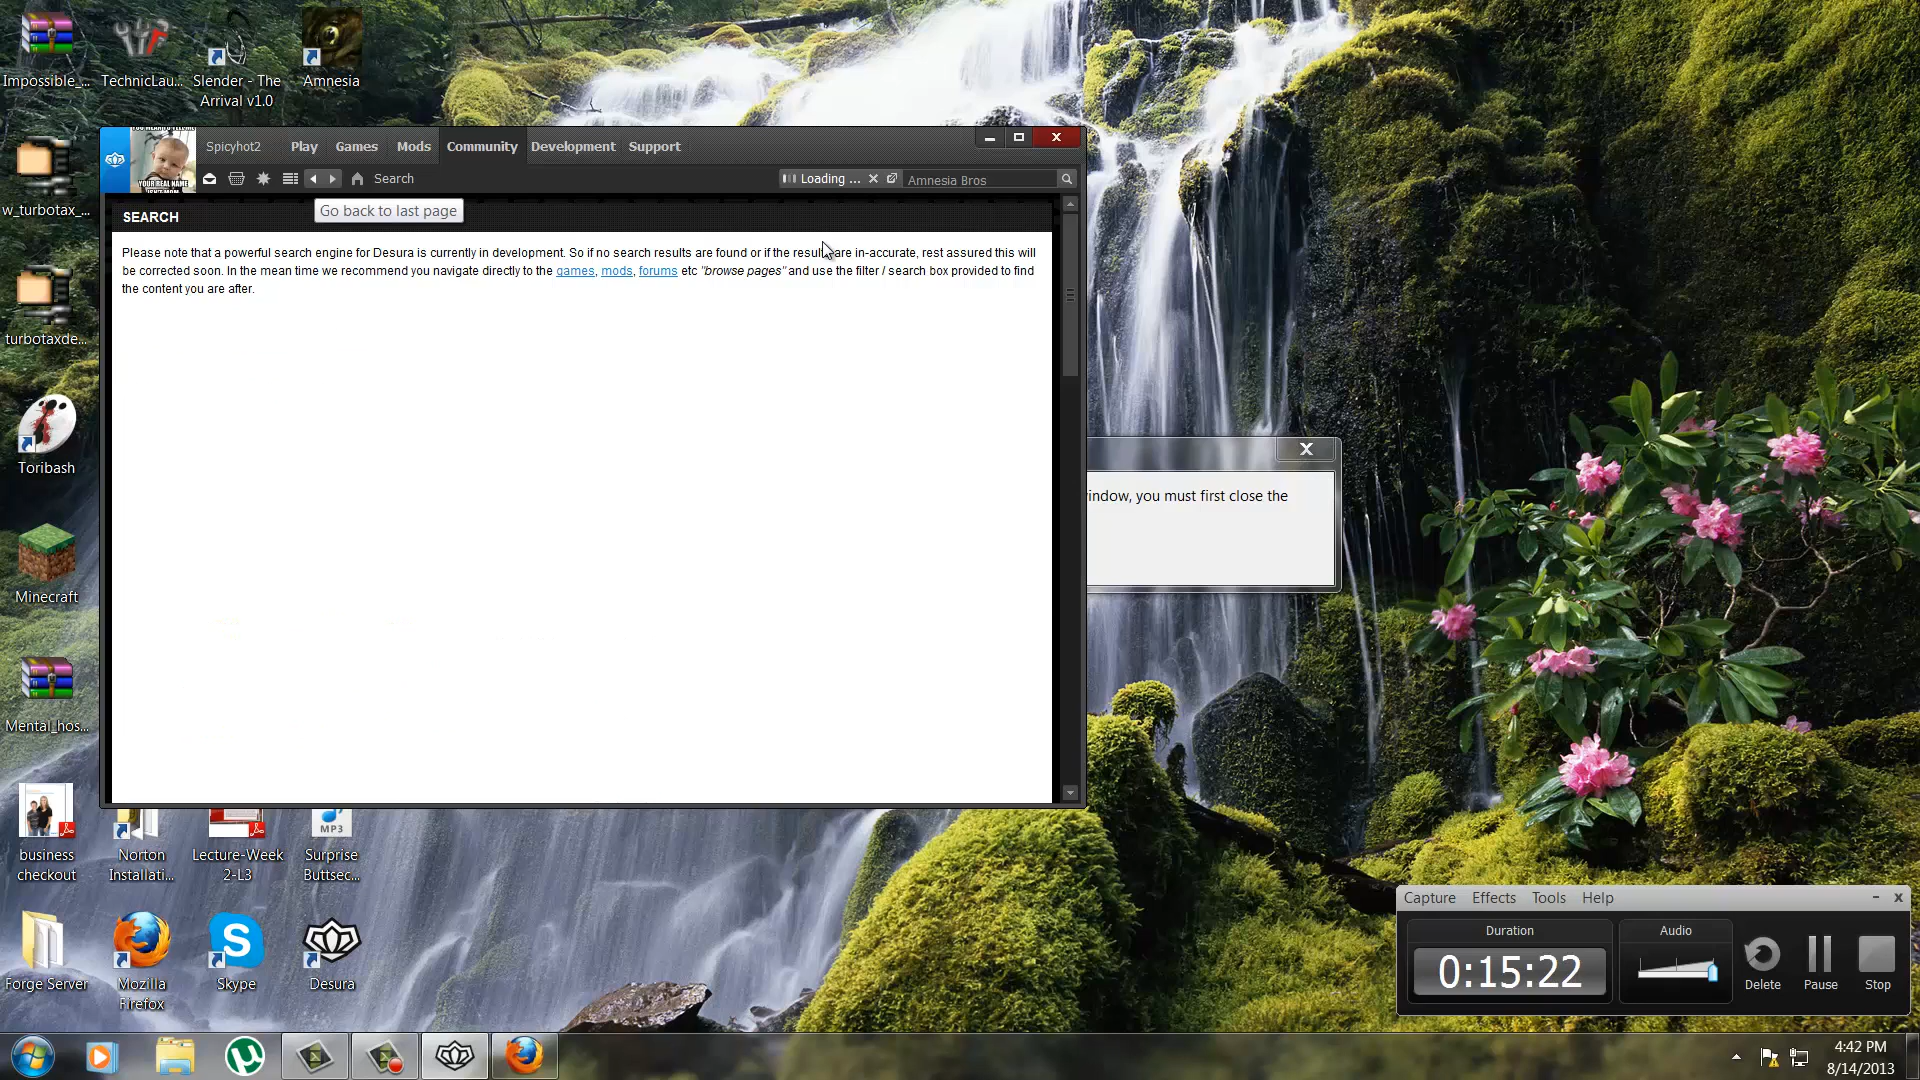 Impossible_...
TechnicLau...
Slender - The
Arrival v1.0
Amnesia
w_turbotax_...
turbotaxde...
Toribash
Minecraft
Mental_hos...
business
checkout
Norton
Installati...
Lecture-Week
2-L3
MP3
Surprise
Buttsec...
Forge Server
Mozilla
Firefox
Skype
Desura
YOUR REAL NAME
Spicyhot2
Play
Games
Mods
Community
Development
Support
Search
Loading ...
Amnesia Bros
Go back to last page
SEARCH
Please note that a powerful search engine for Desura is currently in development. So if no search results are found or if the results are in-accurate, rest assured this will
be corrected soon. In the mean time we recommend you navigate directly to the games, mods, forums etc "browse pages" and use the filter / search box provided to find
the content you are after.
X
indow, you must first close the
Capture Effects Tools Help
Duration
Audio
0:15:22
Delete
Pause
Stop
4:42 PM
8/14/2013